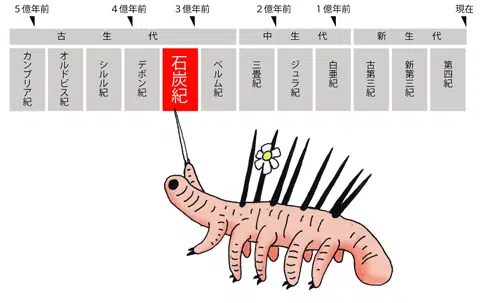 5億年前 4億年前 3億年前 2億年前 1億年前 現在
古生代 中生代 新生代
カンブリア紀
オルドビス紀
シルル紀
デボン紀
石炭紀
ペルム紀
三畳紀
ジュラ紀
白亜紀
古第三紀
新第三紀
第四紀